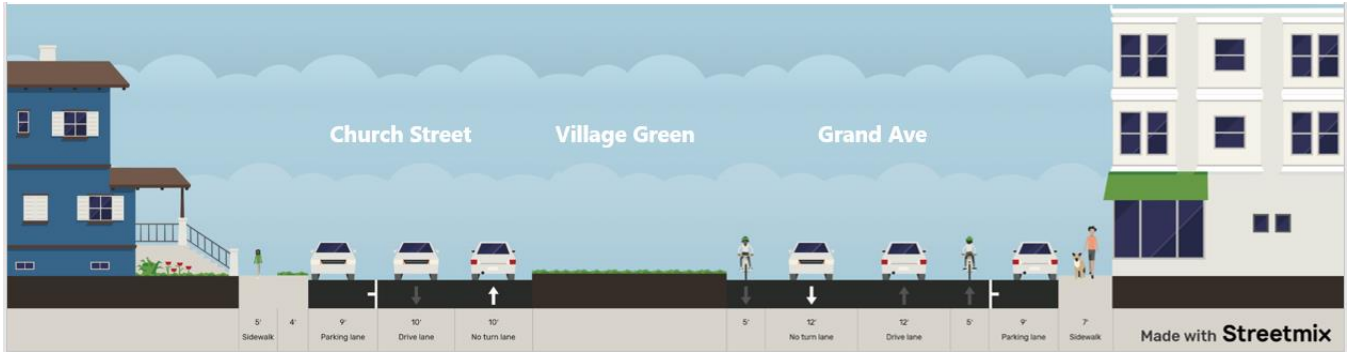 Church Street
Village Green
Grand Ave
5'
Sidewalk
4'
9'
Parking lane
10'
Drive lane
10'
No turn lane
5'
12'
No turn lane
12'
Drive lane
5'
9'
Parking lane
7'
Sidewalk
Made with Streetmix